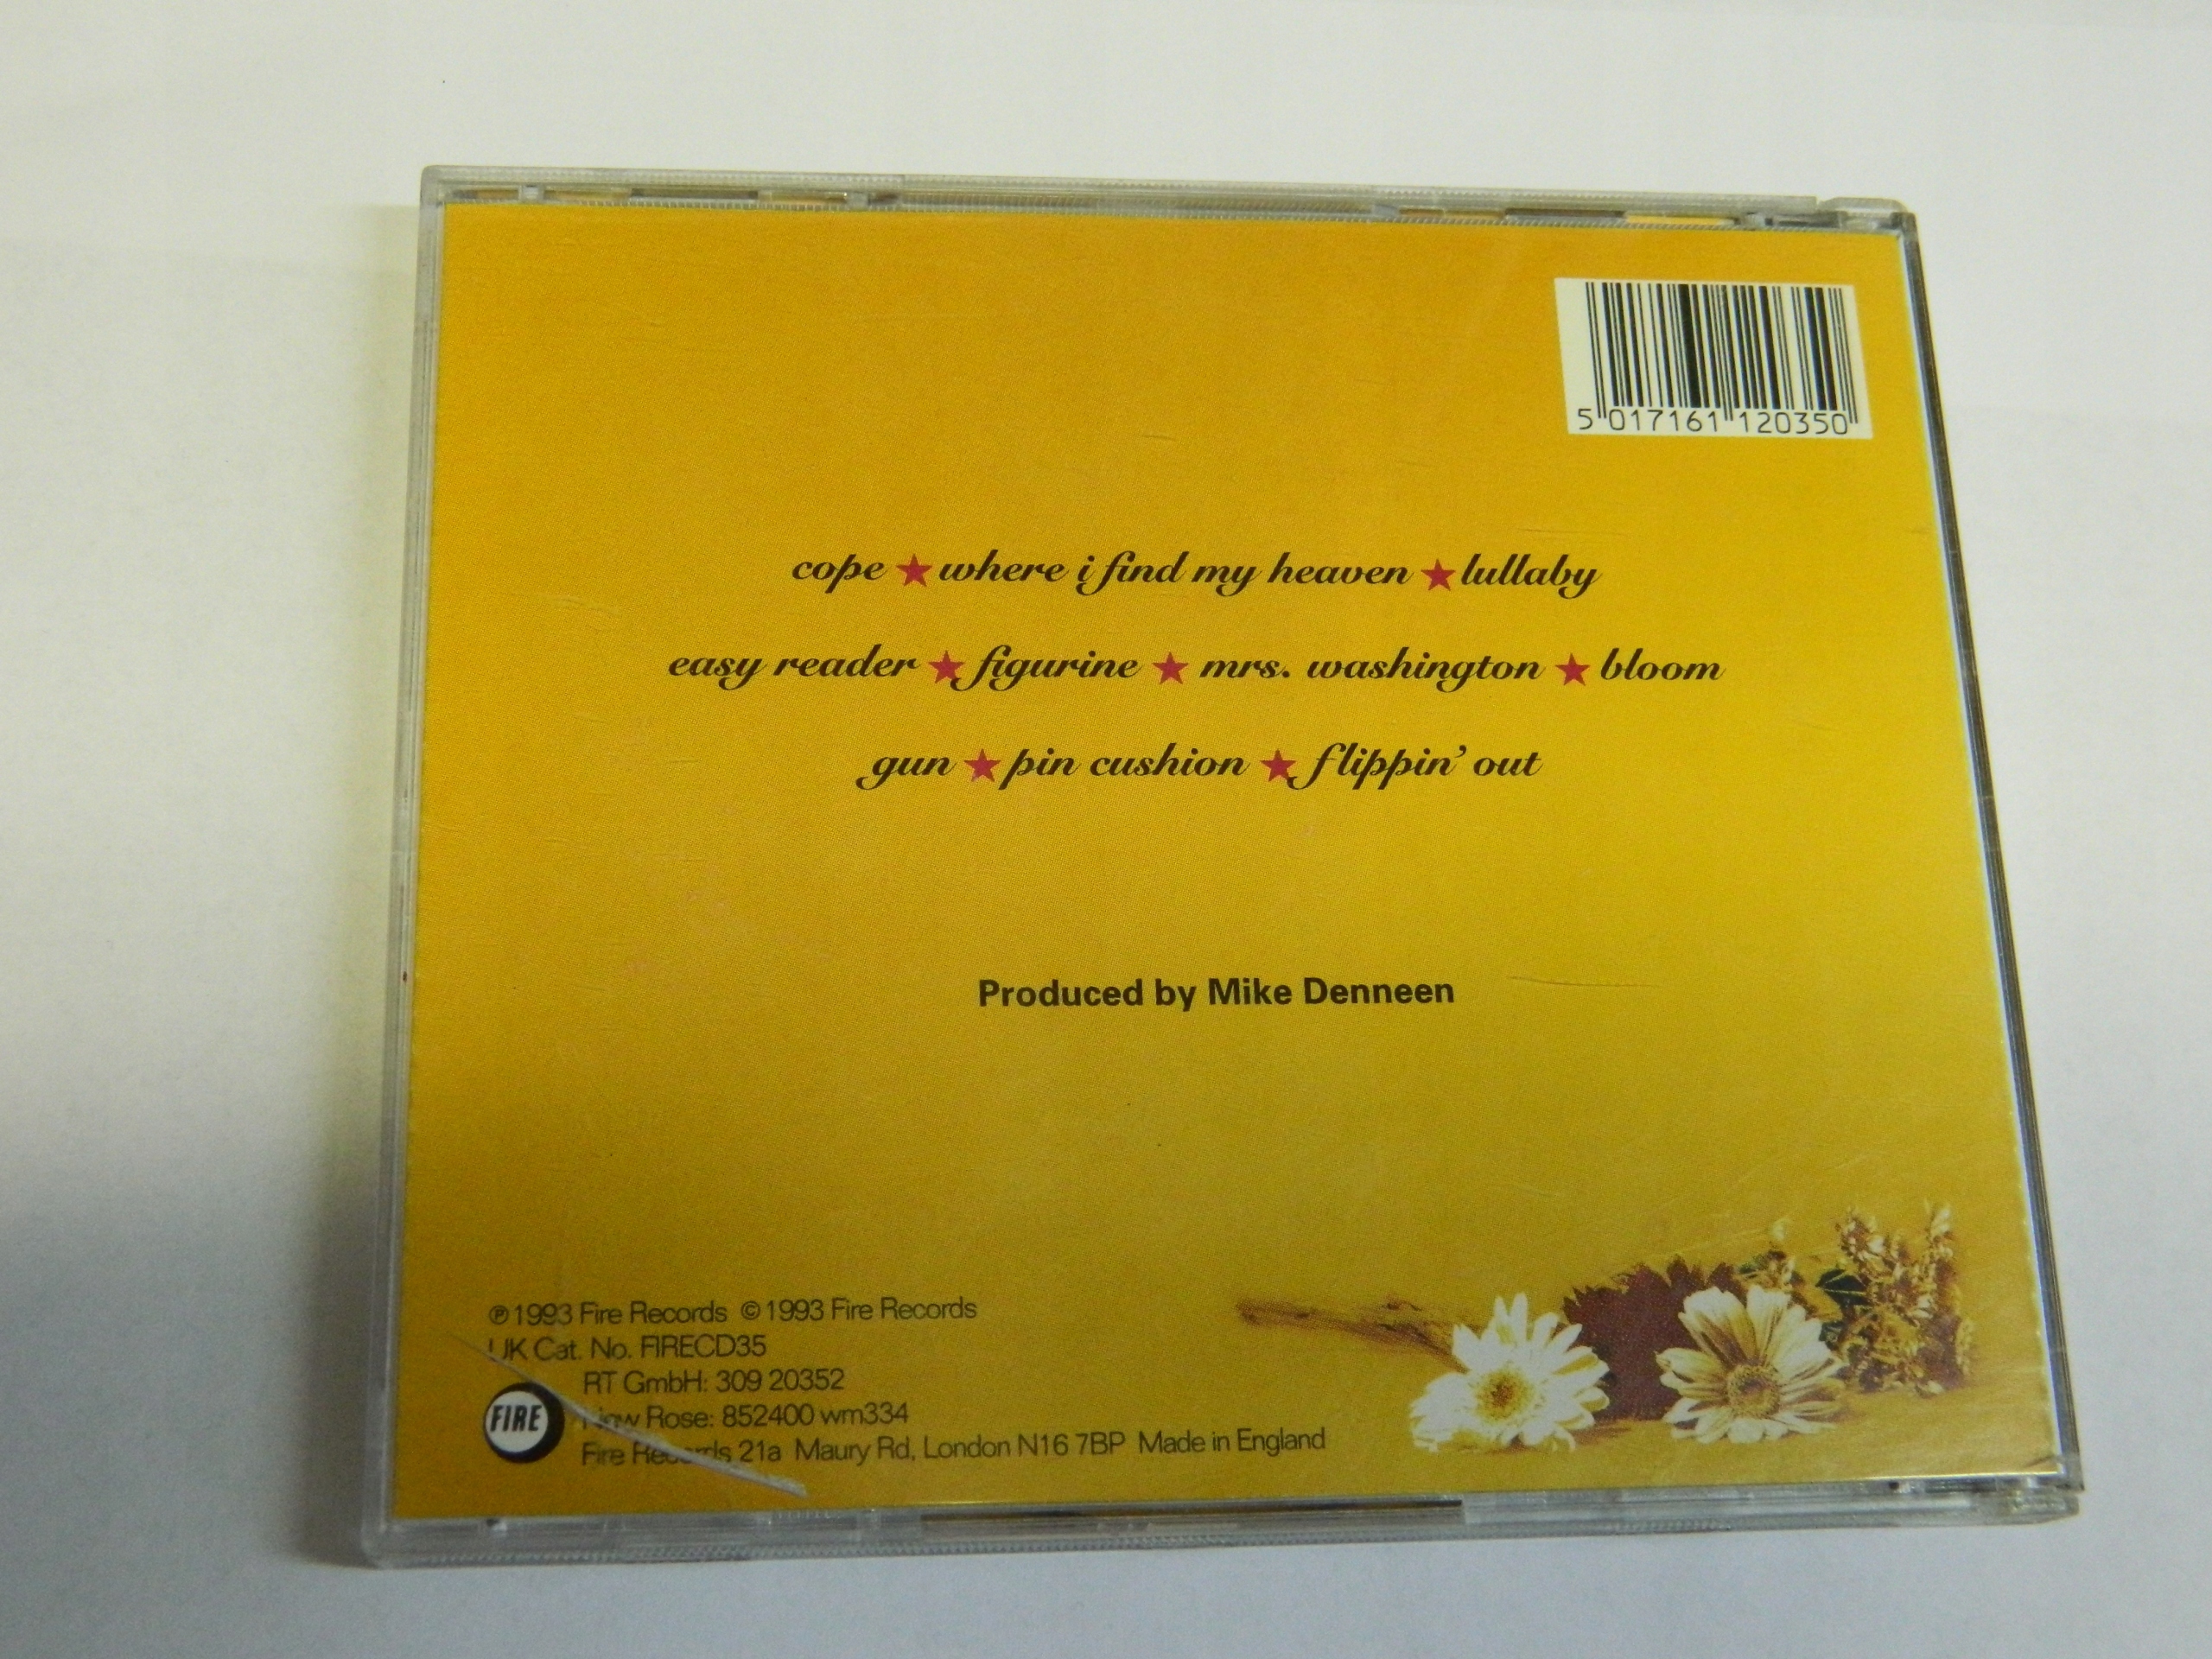 5 017161 120350
cope ★ where i find my heaven ★ lullaby
easy reader ★ figurine ★ mrs. washington ★ bloom
gun ★ pin cushion ★ flippin' out
Produced by Mike Denneen
℗ 1993 Fire Records © 1993 Fire Records
UK Cat. No. FIRECD35
RT GmbH: 309 20352
FIRE
New Rose: 852400 wm334
Fire Records 21a Maury Rd, London N16 7BP Made in England